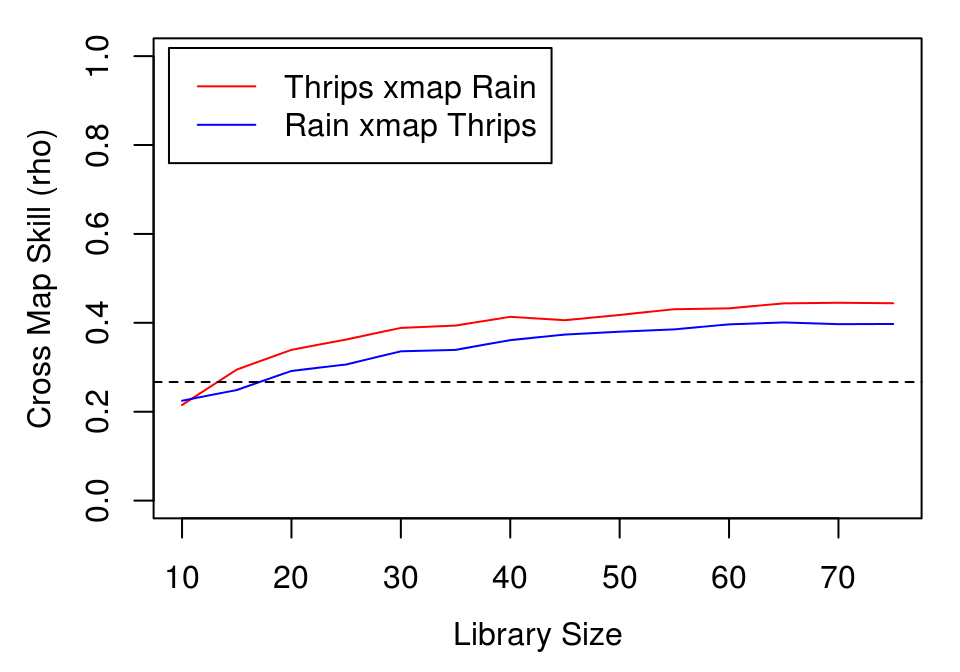 Thrips xmap Rain
Rain xmap Thrips
Cross Map Skill (rho)
1.0
0.8
0.6
0.4
0.2
0.0
10 20 30 40 50 60 70
Library Size